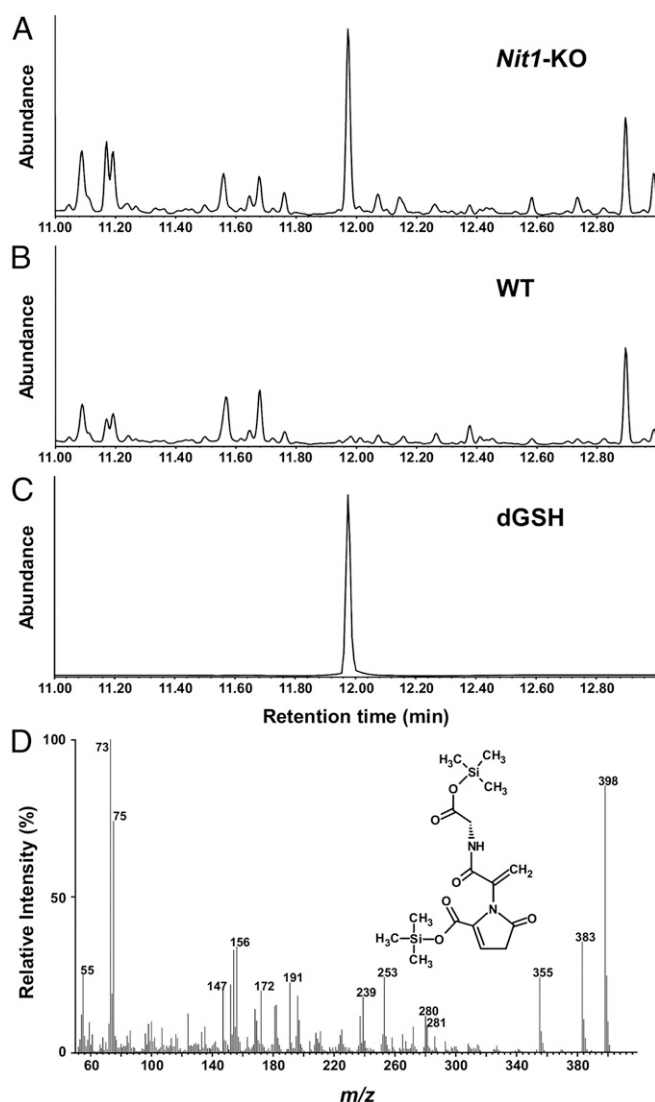 A
Nit1-KO
Abundance
11.00 11.20 11.40 11.60 11.80 12.00 12.20 12.40 12.60 12.80
B
WT
Abundance
11.00 11.20 11.40 11.60 11.80 12.00 12.20 12.40 12.60 12.80
C
dGSH
Abundance
11.00 11.20 11.40 11.60 11.80 12.00 12.20 12.40 12.60 12.80
Retention time (min)
D
Relative Intensity (%)
100
50
0
73
75
55
147
156
172
191
239
253
280
281
355
383
398
CH3
H3C
Si
CH3
O
O
NH
O
CH2
N
O
O
CH3
H3C
Si
O
H3C
60 100 140 180 220 260 300 340 380
m/z